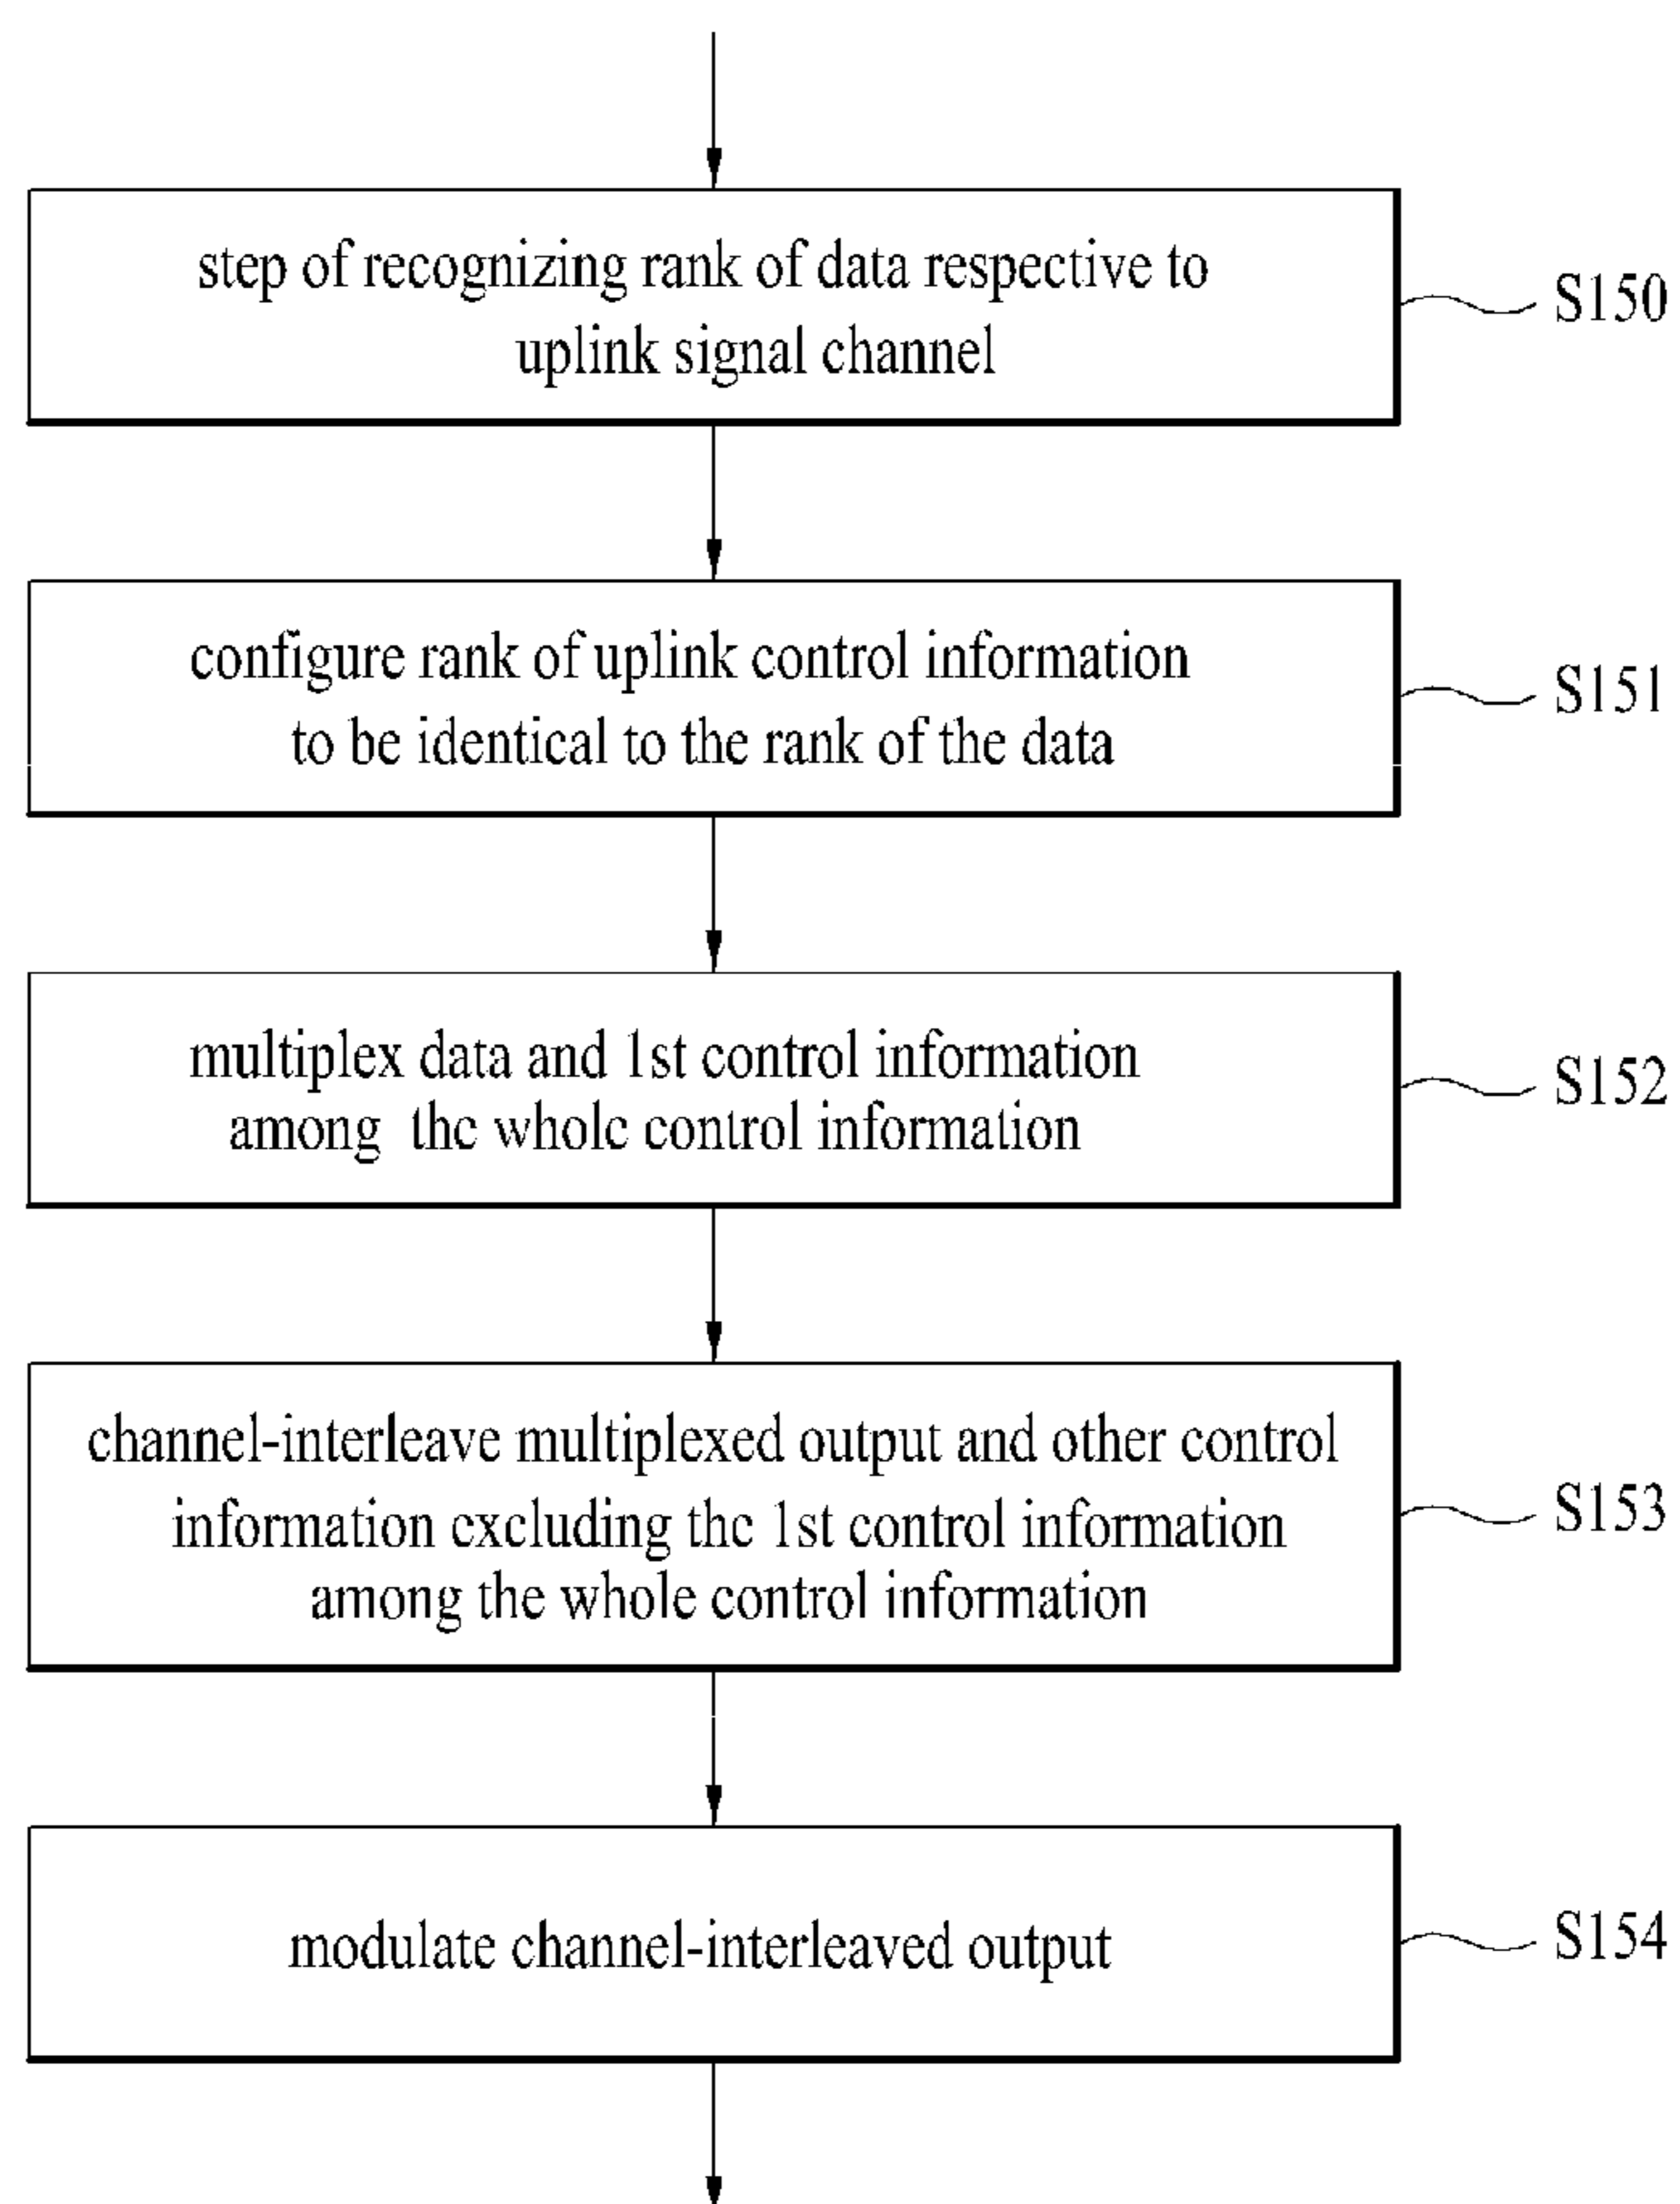 step of recognizing rank of data respective to
uplink signal channel
S150
configure rank of uplink control information
to be identical to the rank of the data
S151
multiplex data and 1st control information
among the whole control information
S152
channel-interleave multiplexed output and other control
information excluding the 1st control information
among the whole control information
S153
modulate channel-interleaved output
S154